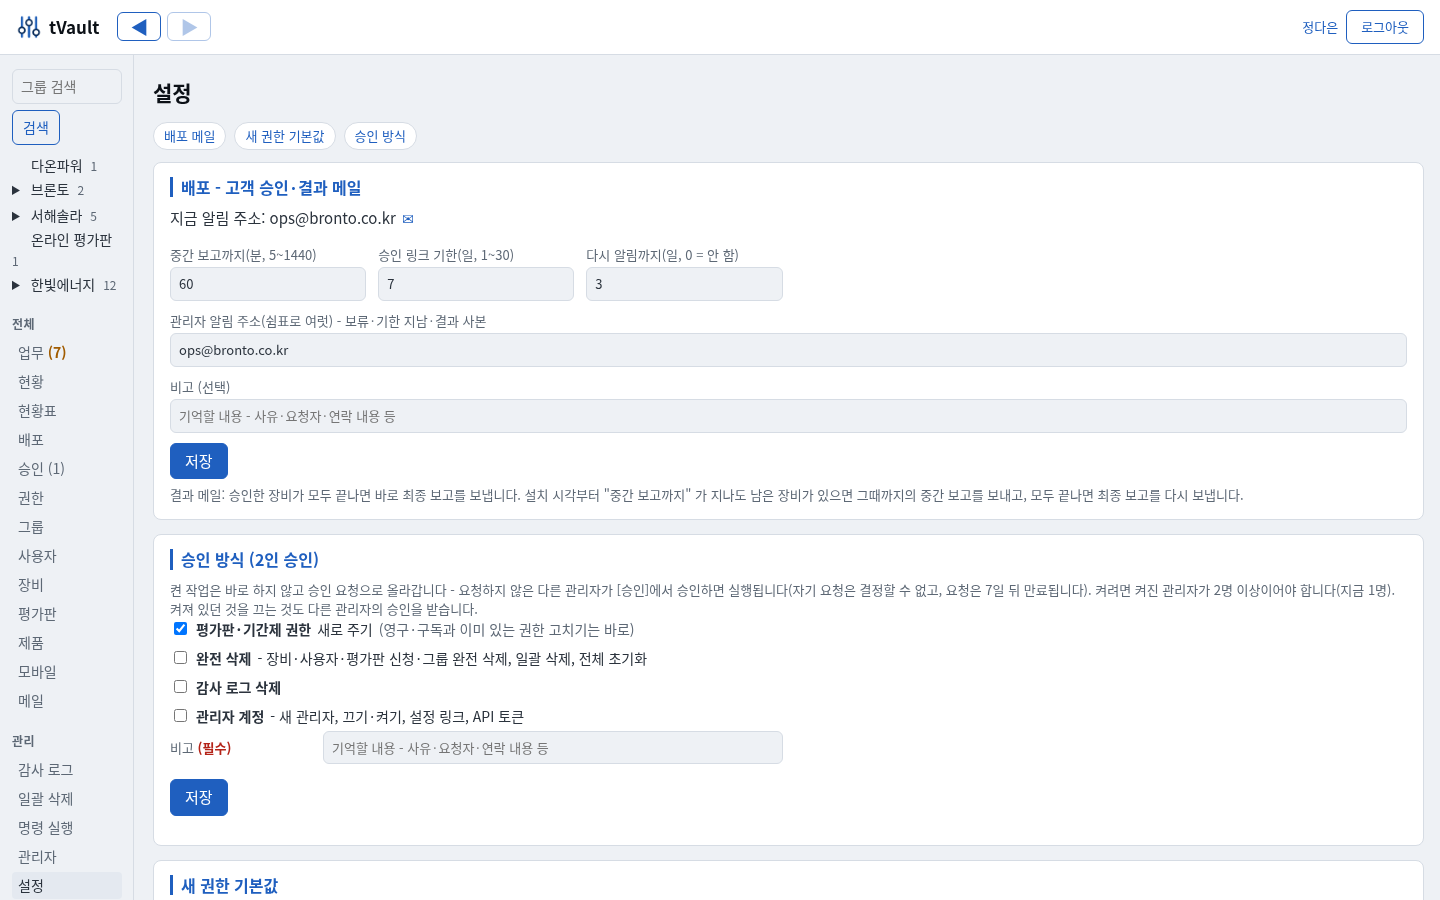 tVault
◀
▶
정다은
로그아웃
그룹 검색
검색
다온파워 1
▶ 브론토 2
▶ 서해솔라 5
온라인 평가판
1
▶ 한빛에너지 12
전체
업무 (7)
현황
현황표
배포
승인 (1)
권한
그룹
사용자
장비
평가판
제품
모바일
메일
관리
감사 로그
일괄 삭제
명령 실행
관리자
설정
설정
배포 메일
새 권한 기본값
승인 방식
배포 - 고객 승인·결과 메일
지금 알림 주소: ops@bronto.co.kr ✉
중간 보고까지(분, 5~1440)
승인 링크 기한(일, 1~30)
다시 알림까지(일, 0 = 안 함)
60
7
3
관리자 알림 주소(쉼표로 여럿) - 보류·기한 지남·결과 사본
ops@bronto.co.kr
비고 (선택)
기억할 내용 - 사유·요청자·연락 내용 등
저장
결과 메일: 승인한 장비가 모두 끝나면 바로 최종 보고를 보냅니다. 설치 시각부터 "중간 보고까지" 가 지나도 남은 장비가 있으면 그때까지의 중간 보고를 보내고, 모두 끝나면 최종 보고를 다시 보냅니다.
승인 방식 (2인 승인)
켠 작업은 바로 하지 않고 승인 요청으로 올라갑니다 - 요청하지 않은 다른 관리자가 [승인]에서 승인하면 실행됩니다(자기 요청은 결정할 수 없고, 요청은 7일 뒤 만료됩니다). 켜려면 켜진 관리자가 2명 이상이어야 합니다(지금 1명).
켜져 있던 것을 끄는 것도 다른 관리자의 승인을 받습니다.
평가판·기간제 권한 새로 주기 (영구·구독과 이미 있는 권한 고치기는 바로)
완전 삭제 - 장비·사용자·평가판 신청·그룹 완전 삭제, 일괄 삭제, 전체 초기화
감사 로그 삭제
관리자 계정 - 새 관리자, 끄기·켜기, 설정 링크, API 토큰
비고 (필수)
기억할 내용 - 사유·요청자·연락 내용 등
저장
새 권한 기본값